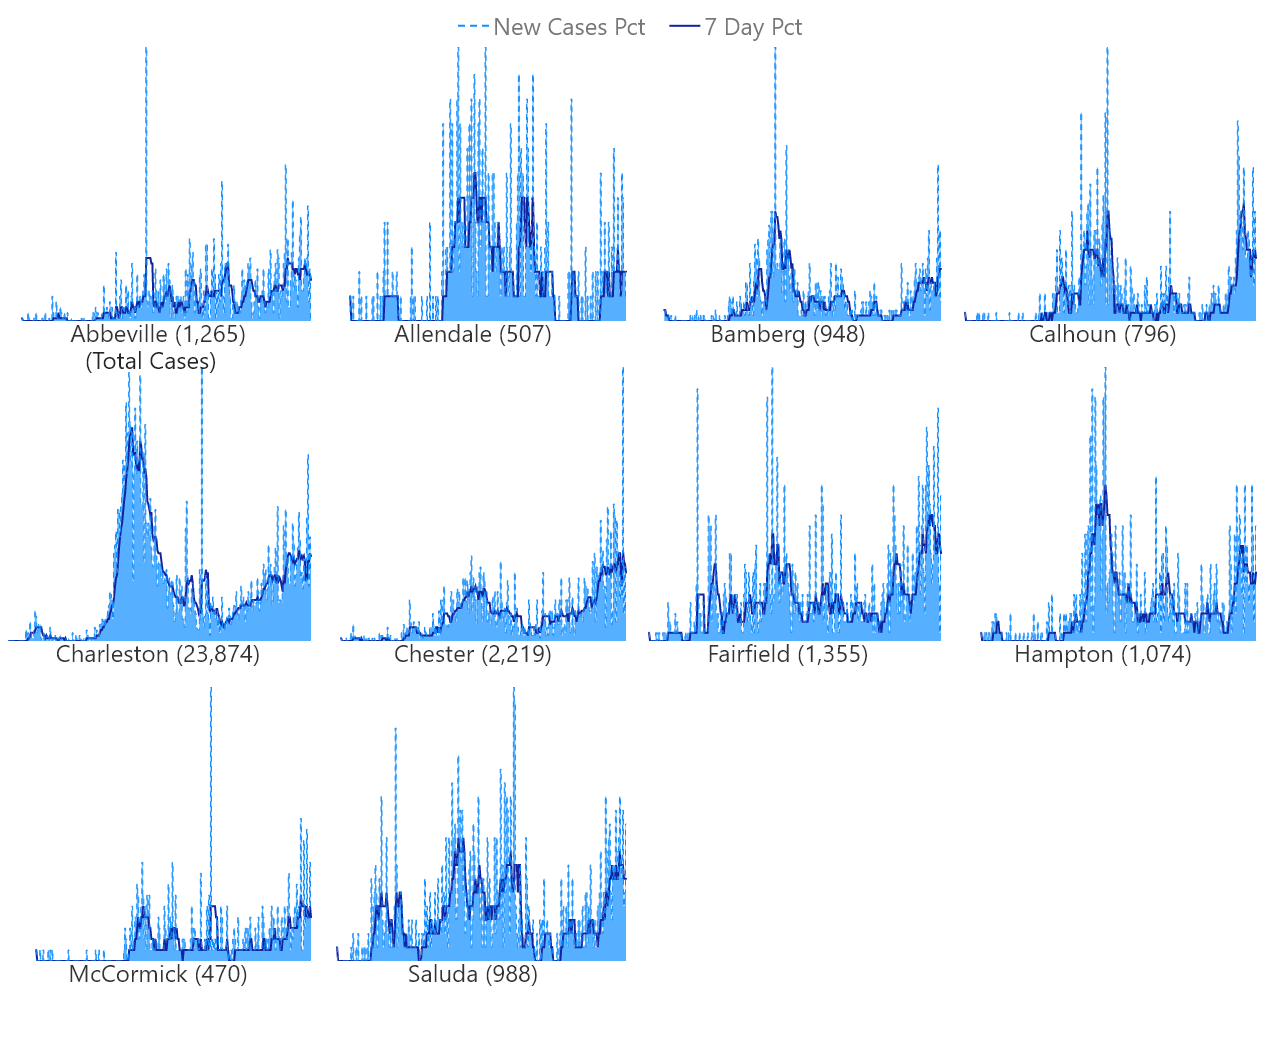 New Cases Pct 7 Day Pct
Abbeville (1,265)
(Total Cases)
Allendale (507)
Bamberg (948)
Calhoun (796)
Charleston (23,874)
Chester (2,219)
Fairfield (1,355)
Hampton (1,074)
McCormick (470)
Saluda (988)